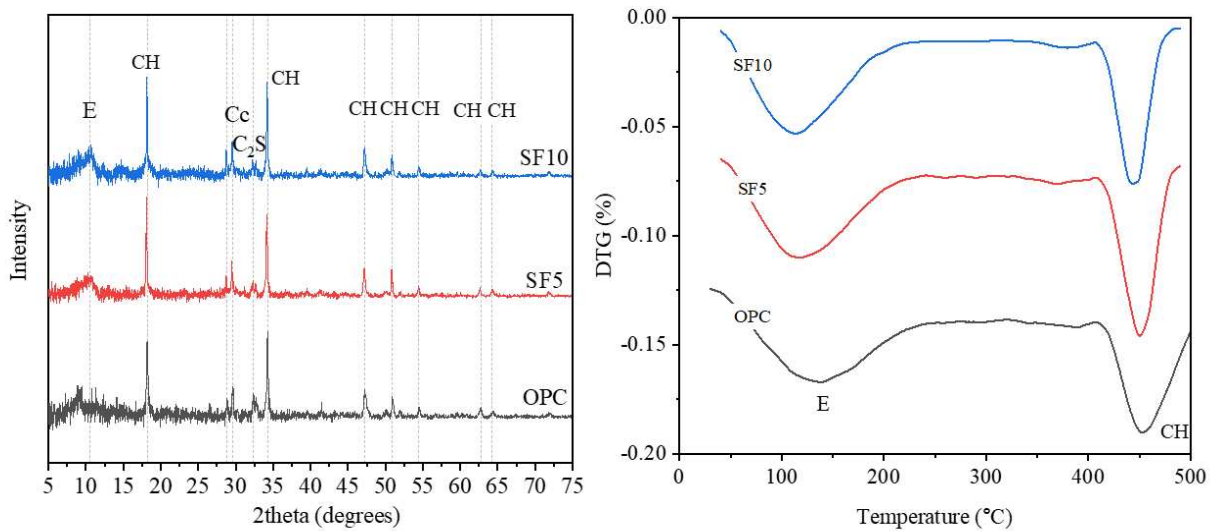 E
CH
Cc
C₂S
CH
CH
CH
CH
CH
CH
SF10
SF5
OPC
Intensity
5 10 15 20 25 30 35 40 45 50 55 60 65 70 75
2theta (degrees)
0.00
-0.05
-0.10
-0.15
-0.20
DTG (%)
SF10
SF5
OPC
E
CH
0 100 200 300 400 500
Temperature (°C)